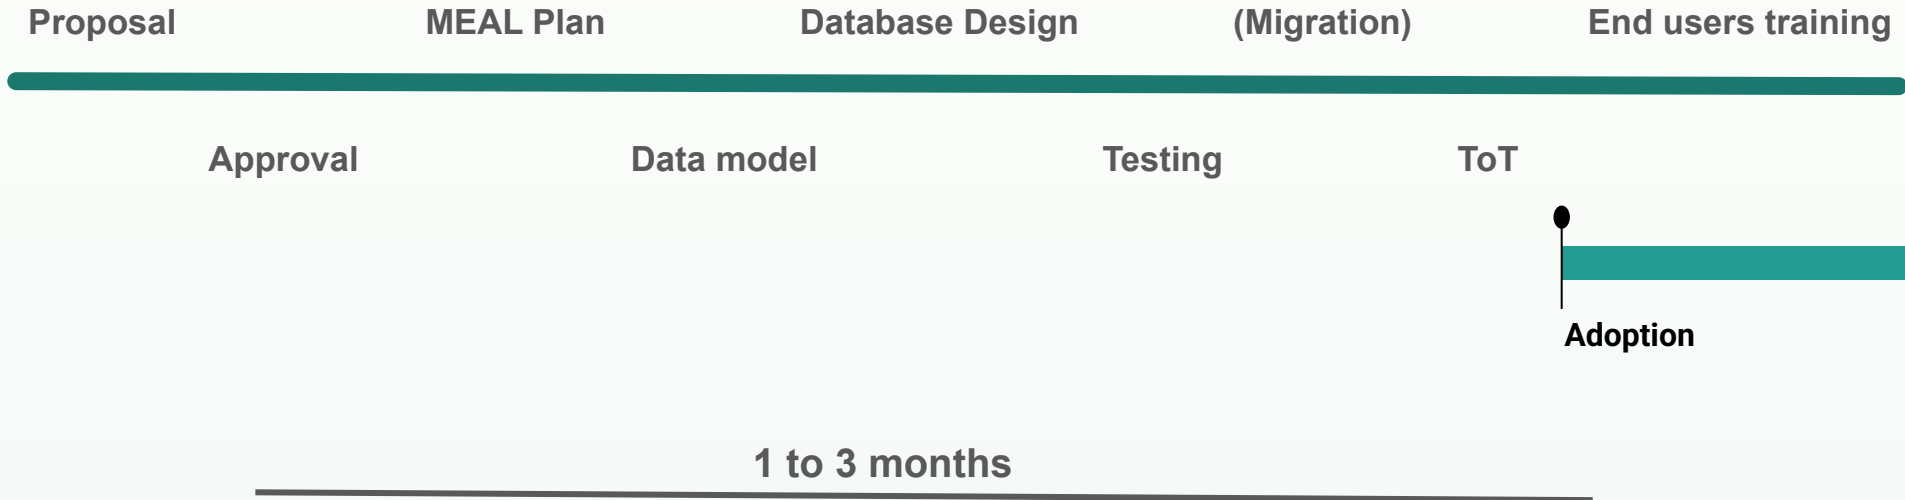 Proposal MEAL Plan Database Design (Migration) End users training
Approval Data model Testing ToT
Adoption
1 to 3 months